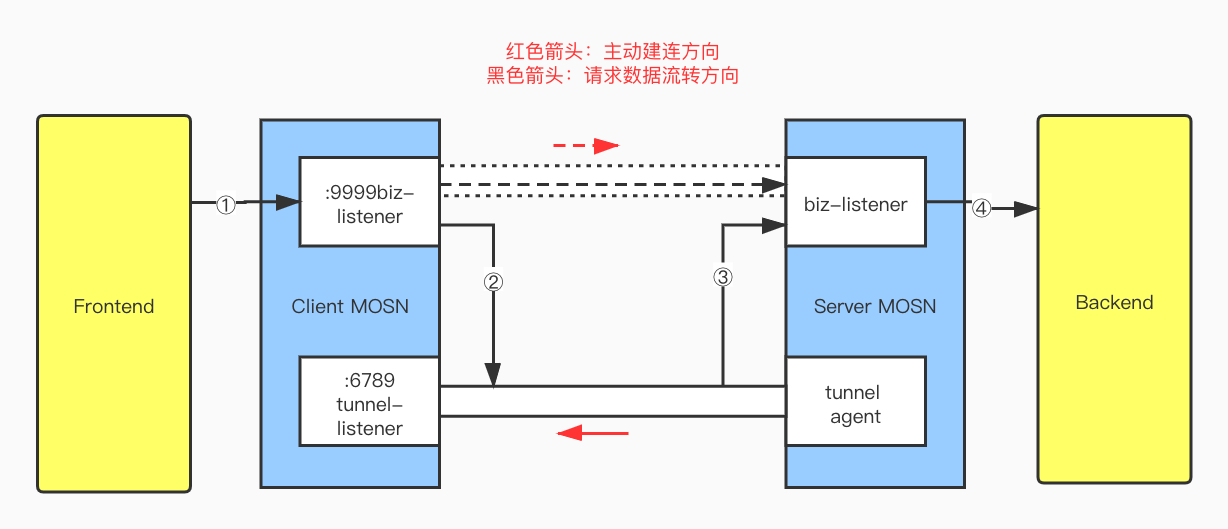 红色箭头：主动建连方向
黑色箭头：请求数据流转方向
Frontend
①
:9999biz-
listener
Client MOSN
:6789
tunnel-
listener
②
③
biz-listener
Server MOSN
tunnel
agent
④
Backend